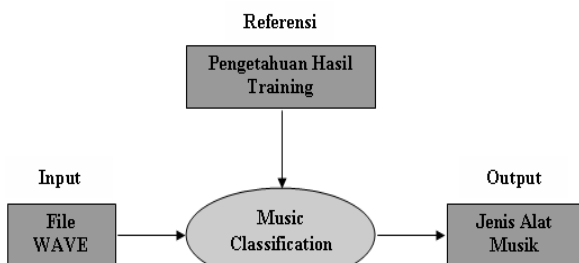 Referensi
Pengetahuan Hasil
Training
Input
Output
File
WAVE
Music
Classification
Jenis Alat
Musik